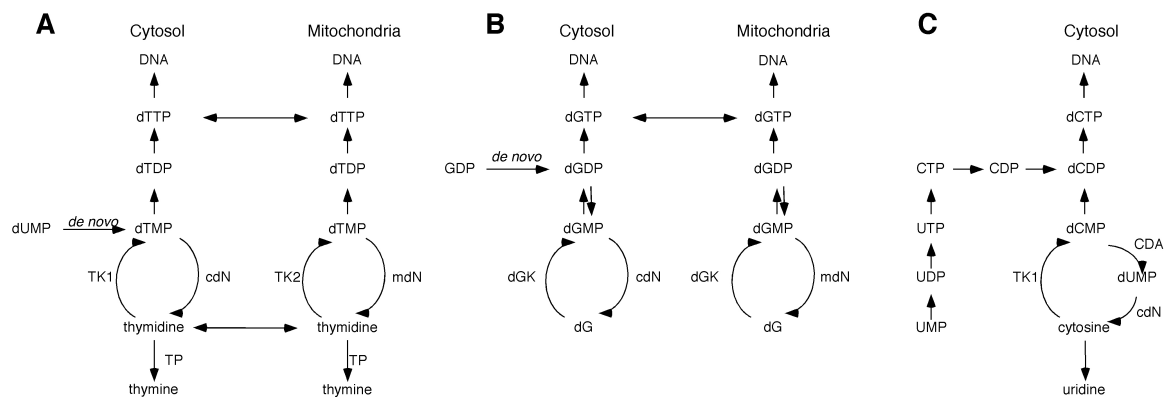 A
Cytosol
Mitochondria
DNA
DNA
dTTP
dTTP
dTDP
dTDP
dUMP
de novo
dTMP
dTMP
TK1
cdN
TK2
mdN
thymidine
thymidine
TP
TP
thymine
thymine
B
Cytosol
Mitochondria
DNA
DNA
dGTP
dGTP
GDP
de novo
dGDP
dGDP
dGMP
dGMP
dGK
cdN
dGK
mdN
dG
dG
C
Cytosol
DNA
dCTP
CTP
CDP
dCDP
UTP
dCMP
CDA
UDP
TK1
dUMP
cdN
UMP
cytosine
uridine